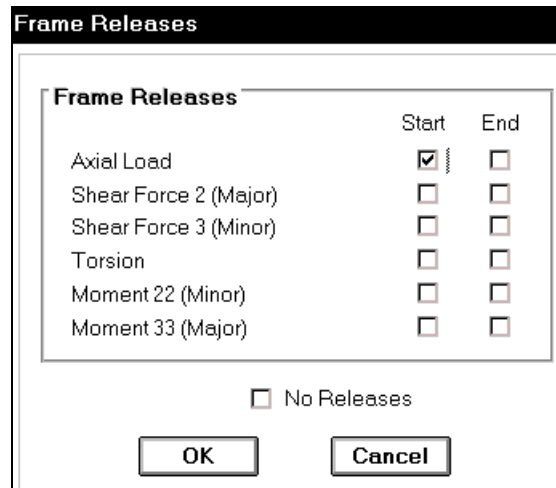 Frame Releases
Frame Releases
Start End
Axial Load
Shear Force 2 (Major)
Shear Force 3 (Minor)
Torsion
Moment 22 (Minor)
Moment 33 (Major)
No Releases
OK Cancel